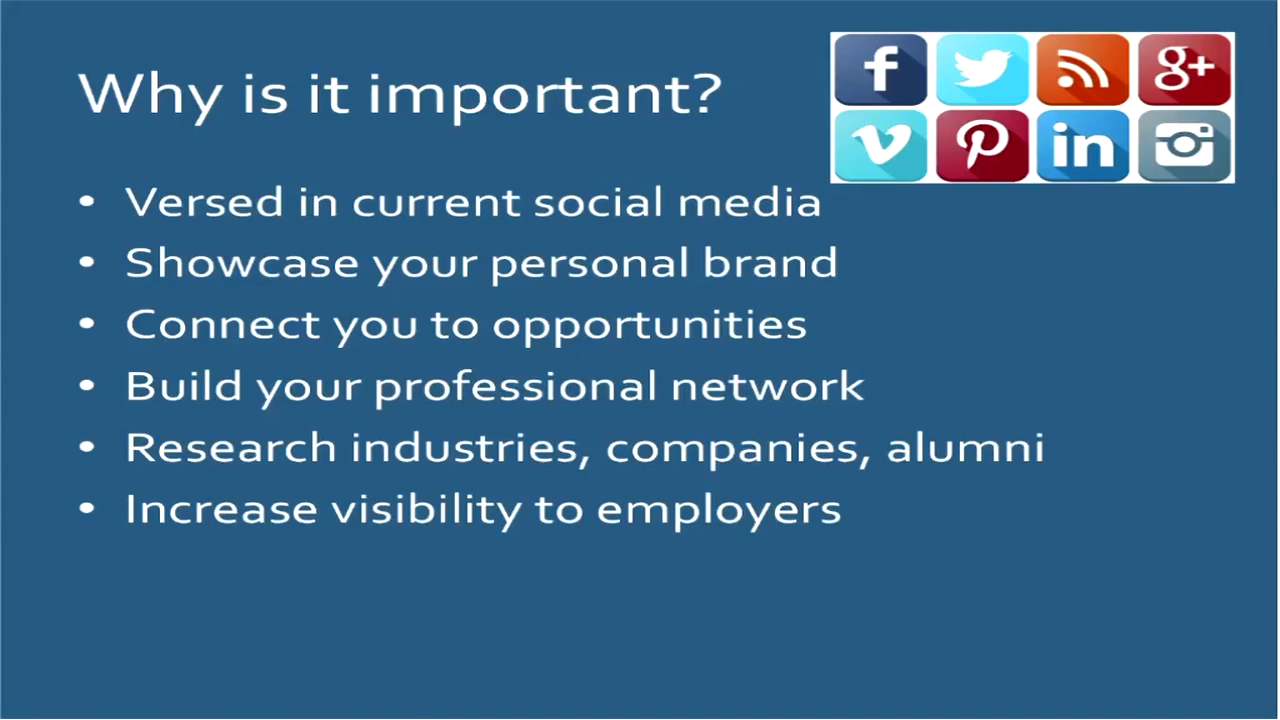 Why is it important?
f
g+
in
• Versed in current social media
• Showcase your personal brand
• Connect you to opportunities
• Build your professional network
• Research industries, companies, alumni
• Increase visibility to employers